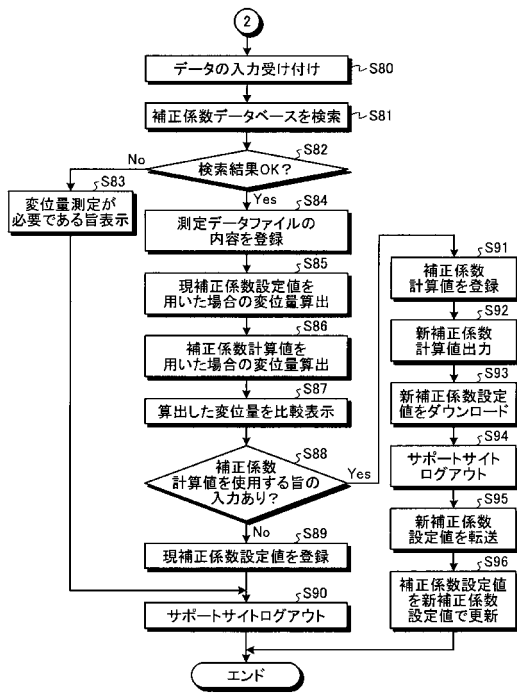 2
データの入力受け付け
S80
補正係数データベースを検索
S81
S82
検索結果OK?
No
Yes
S83
変位量測定が
必要である旨表示
S84
測定データファイルの
内容を登録
S85
現補正係数設定値を
用いた場合の変位量算出
S86
補正係数計算値を
用いた場合の変位量算出
S87
算出した変位量を比較表示
S88
補正係数
計算値を使用する旨の
入力あり?
Yes
No
S89
現補正係数設定値を登録
S90
サポートサイトログアウト
エンド
S91
補正係数
計算値を登録
S92
新補正係数
計算値出力
S93
新補正係数設定
値をダウンロード
S94
サポートサイト
ログアウト
S95
新補正係数
設定値を転送
S96
補正係数設定値
を新補正係数
設定値で更新